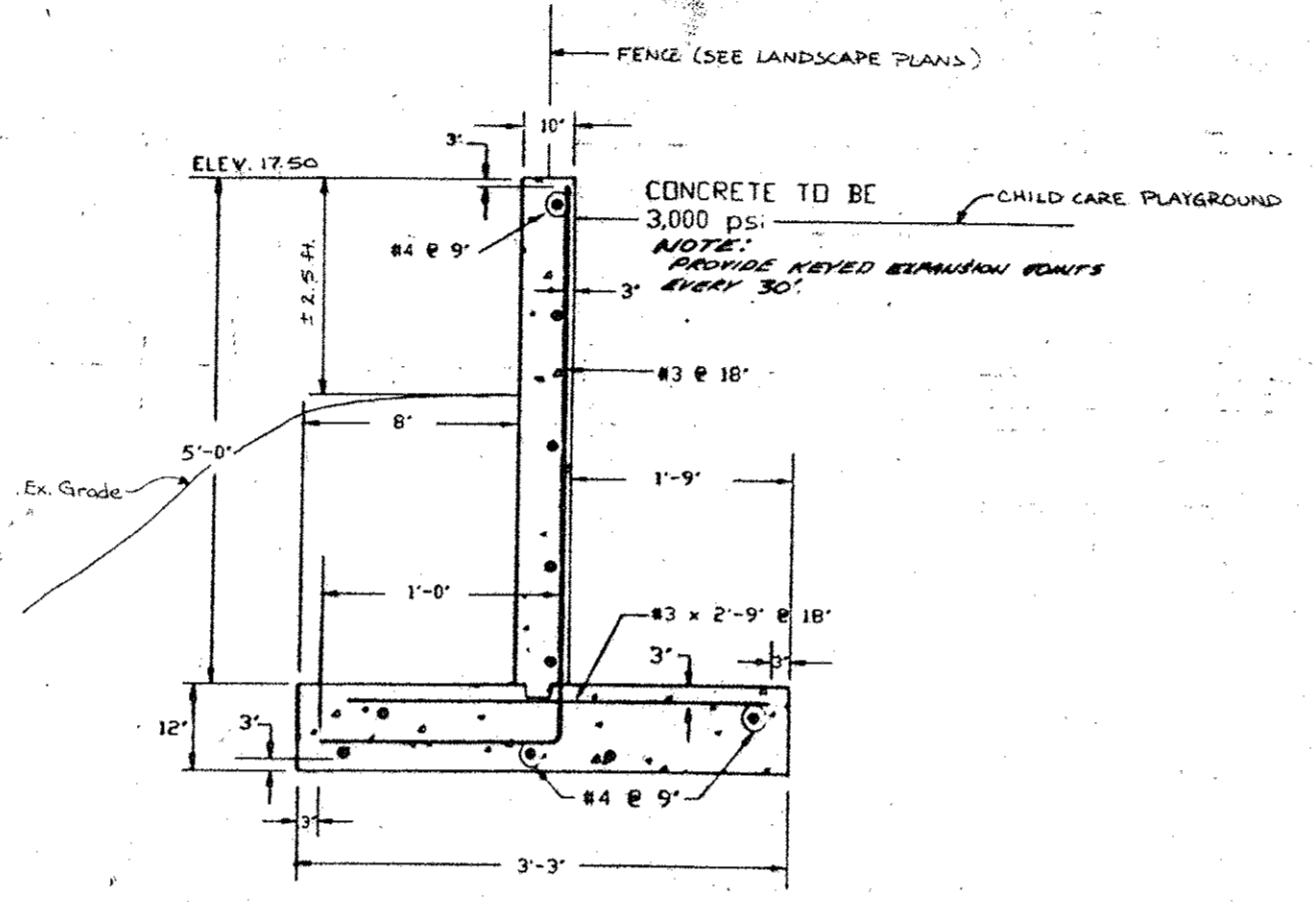 FENCE (SEE LANDSCAPE PLANS)
10"
3"
ELEV. 17.50
CONCRETE TO BE
3,000 psi
CHILD CARE PLAYGROUND
NOTE:
PROVIDE KEYED EXPANSION JOINTS
EVERY 30'.
#4 @ 9"
± 2.5 ft.
3"
#3 @ 18"
8"
5'-0"
1'-9"
Ex. Grade
1'-0"
#3 x 2'-9" @ 18"
3"
3"
12"
3"
#4 @ 9"
3"
3'-3"